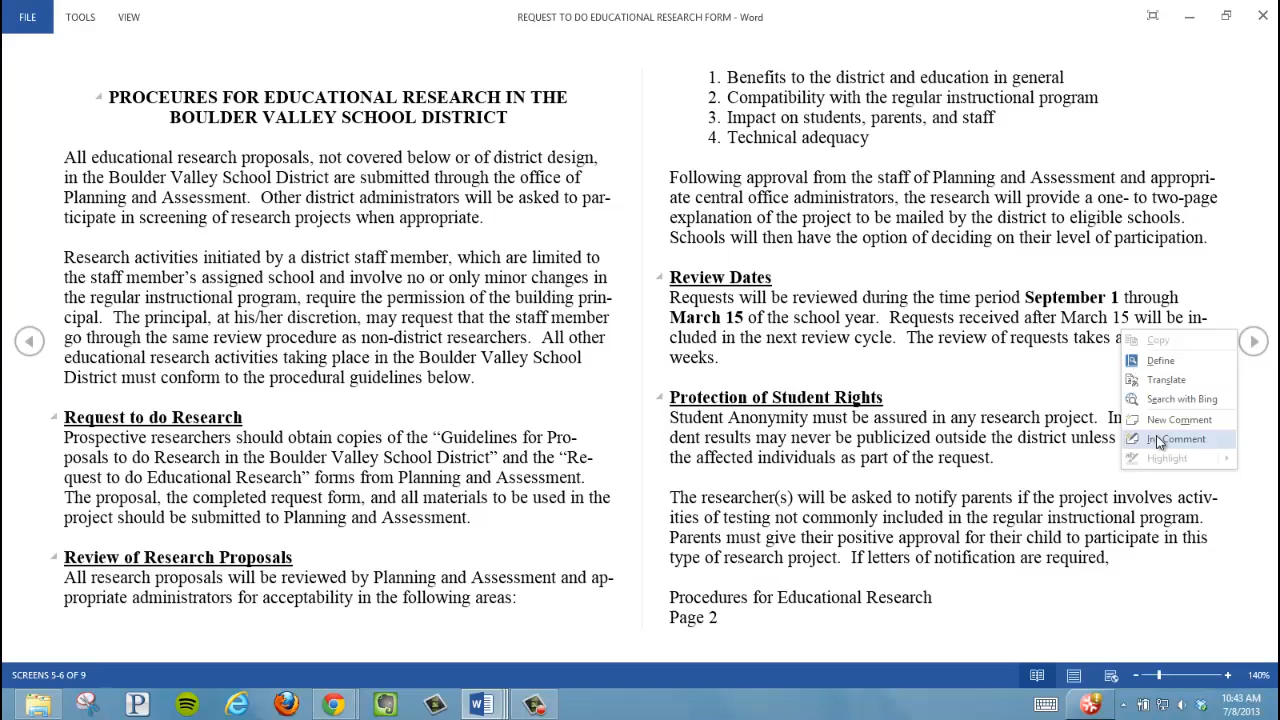 FILE TOOLS VIEW REQUEST TO DO EDUCATIONAL RESEARCH FORM - Word
PROCEURES FOR EDUCATIONAL RESEARCH IN THE
BOULDER VALLEY SCHOOL DISTRICT
All educational research proposals, not covered below or of district design,
in the Boulder Valley School District are submitted through the office of
Planning and Assessment. Other district administrators will be asked to par-
ticipate in screening of research projects when appropriate.
Research activities initiated by a district staff member, which are limited to
the staff member's assigned school and involve no or only minor changes in
the regular instructional program, require the permission of the building prin-
cipal. The principal, at his/her discretion, may request that the staff member
go through the same review procedure as non-district researchers. All other
educational research activities taking place in the Boulder Valley School
District must conform to the procedural guidelines below.
Request to do Research
Prospective researchers should obtain copies of the “Guidelines for Pro-
posals to do Research in the Boulder Valley School District” and the “Re-
quest to do Educational Research” forms from Planning and Assessment.
The proposal, the completed request form, and all materials to be used in the
project should be submitted to Planning and Assessment.
Review of Research Proposals
All research proposals will be reviewed by Planning and Assessment and ap-
propriate administrators for acceptability in the following areas:
1. Benefits to the district and education in general
2. Compatibility with the regular instructional program
3. Impact on students, parents, and staff
4. Technical adequacy
Following approval from the staff of Planning and Assessment and appropri-
ate central office administrators, the research will provide a one- to two-page
explanation of the project to be mailed by the district to eligible schools.
Schools will then have the option of deciding on their level of participation.
Review Dates
Requests will be reviewed during the time period September 1 through
March 15 of the school year. Requests received after March 15 will be in-
cluded in the next review cycle. The review of requests takes
weeks.
Protection of Student Rights
Student Anonymity must be assured in any research project.
dent results may never be publicized outside the district unless
the affected individuals as part of the request.
The researcher(s) will be asked to notify parents if the project involves activ-
ities of testing not commonly included in the regular instructional program.
Parents must give their positive approval for their child to participate in this
type of research project. If letters of notification are required,
Procedures for Educational Research
Page 2
Copy
Define
Translate
Search with Bing
New Comment
Comment
Highlight
SCREENS 5-6 OF 9 140%
10:43 AM
7/8/2013